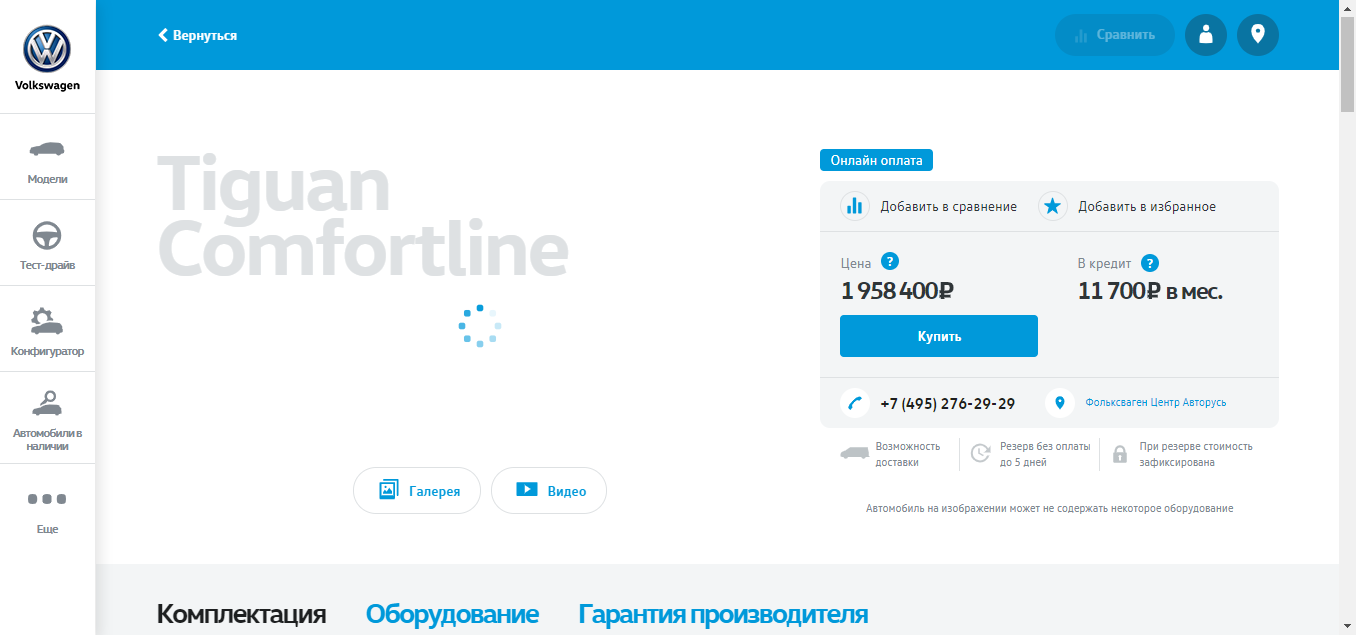 Volkswagen
Модели
Тест-драйв
Конфигуратор
Автомобили в
наличии
Еще
Вернуться
Сравнить
Tiguan
Comfortline
Галерея
Видео
Онлайн оплата
Добавить в сравнение
Добавить в избранное
Цена ?
1 958 400₽
В кредит ?
11 700₽ в мес.
Купить
+7 (495) 276-29-29
Фольксваген Центр Авторусь
Возможность
доставки
Резерв без оплаты
до 5 дней
При резерве стоимость
зафиксирована
Автомобиль на изображении может не содержать некоторое оборудование
Комплектация
Оборудование
Гарантия производителя